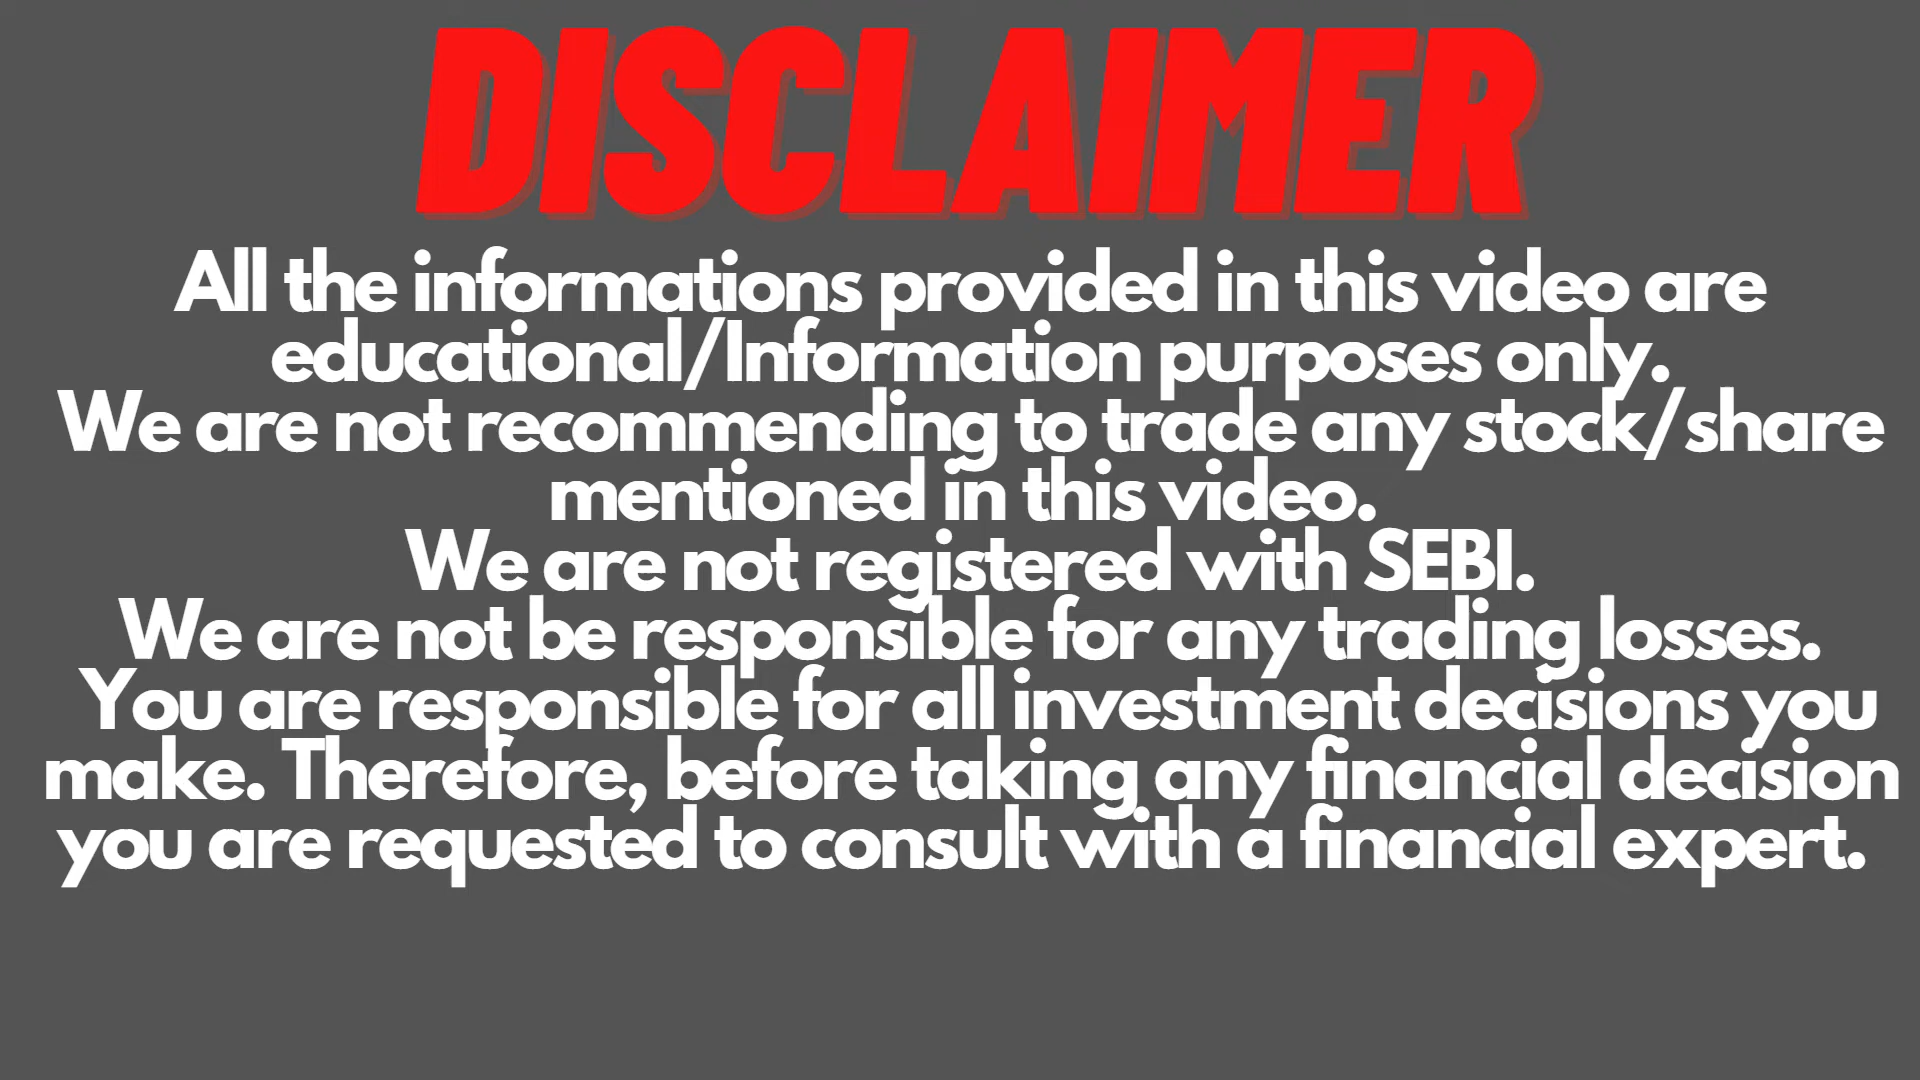 DISCLAIMER
All the informations provided in this video are
educational/Information purposes only.
We are not recommending to trade any stock/share
mentioned in this video.
We are not registered with SEBI.
We are not be responsible for any trading losses.
You are responsible for all investment decisions you
make. Therefore, before taking any financial decision
you are requested to consult with a financial expert.